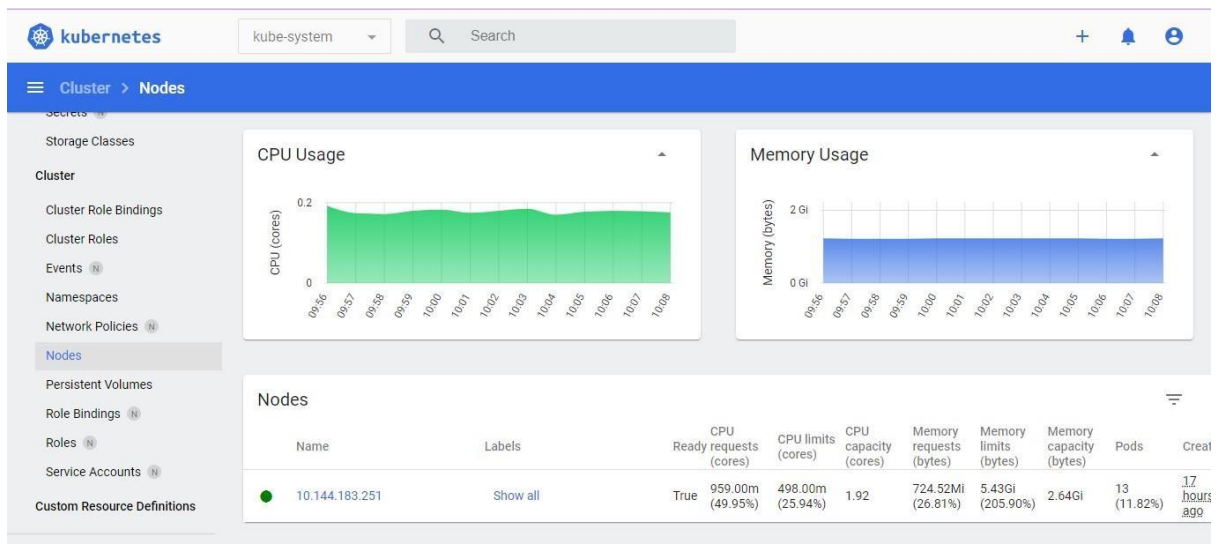 kubernetes
kube-system
Search
Cluster > Nodes
Secrets N
Storage Classes
Cluster
Cluster Role Bindings
Cluster Roles
Events N
Namespaces
Network Policies N
Nodes
Persistent Volumes
Role Bindings N
Roles N
Service Accounts N
Custom Resource Definitions
CPU Usage
CPU (cores)
0.2
0
09:56 09:57 09:58 09:59 10:00 10:01 10:02 10:03 10:04 10:05 10:06 10:07 10:08
Memory Usage
Memory (bytes)
2 Gi
0 Gi
09:56 09:57 09:58 09:59 10:00 10:01 10:02 10:03 10:04 10:05 10:06 10:07 10:08
Nodes
Name Labels Ready CPU requests (cores) CPU limits (cores) CPU capacity (cores) Memory requests (bytes) Memory limits (bytes) Memory capacity (bytes) Pods Creat
10.144.183.251 Show all True 959.00m (49.95%) 498.00m (25.94%) 1.92 724.52Mi (26.81%) 5.43Gi (205.90%) 2.64Gi 13 (11.82%) 17 hours ago